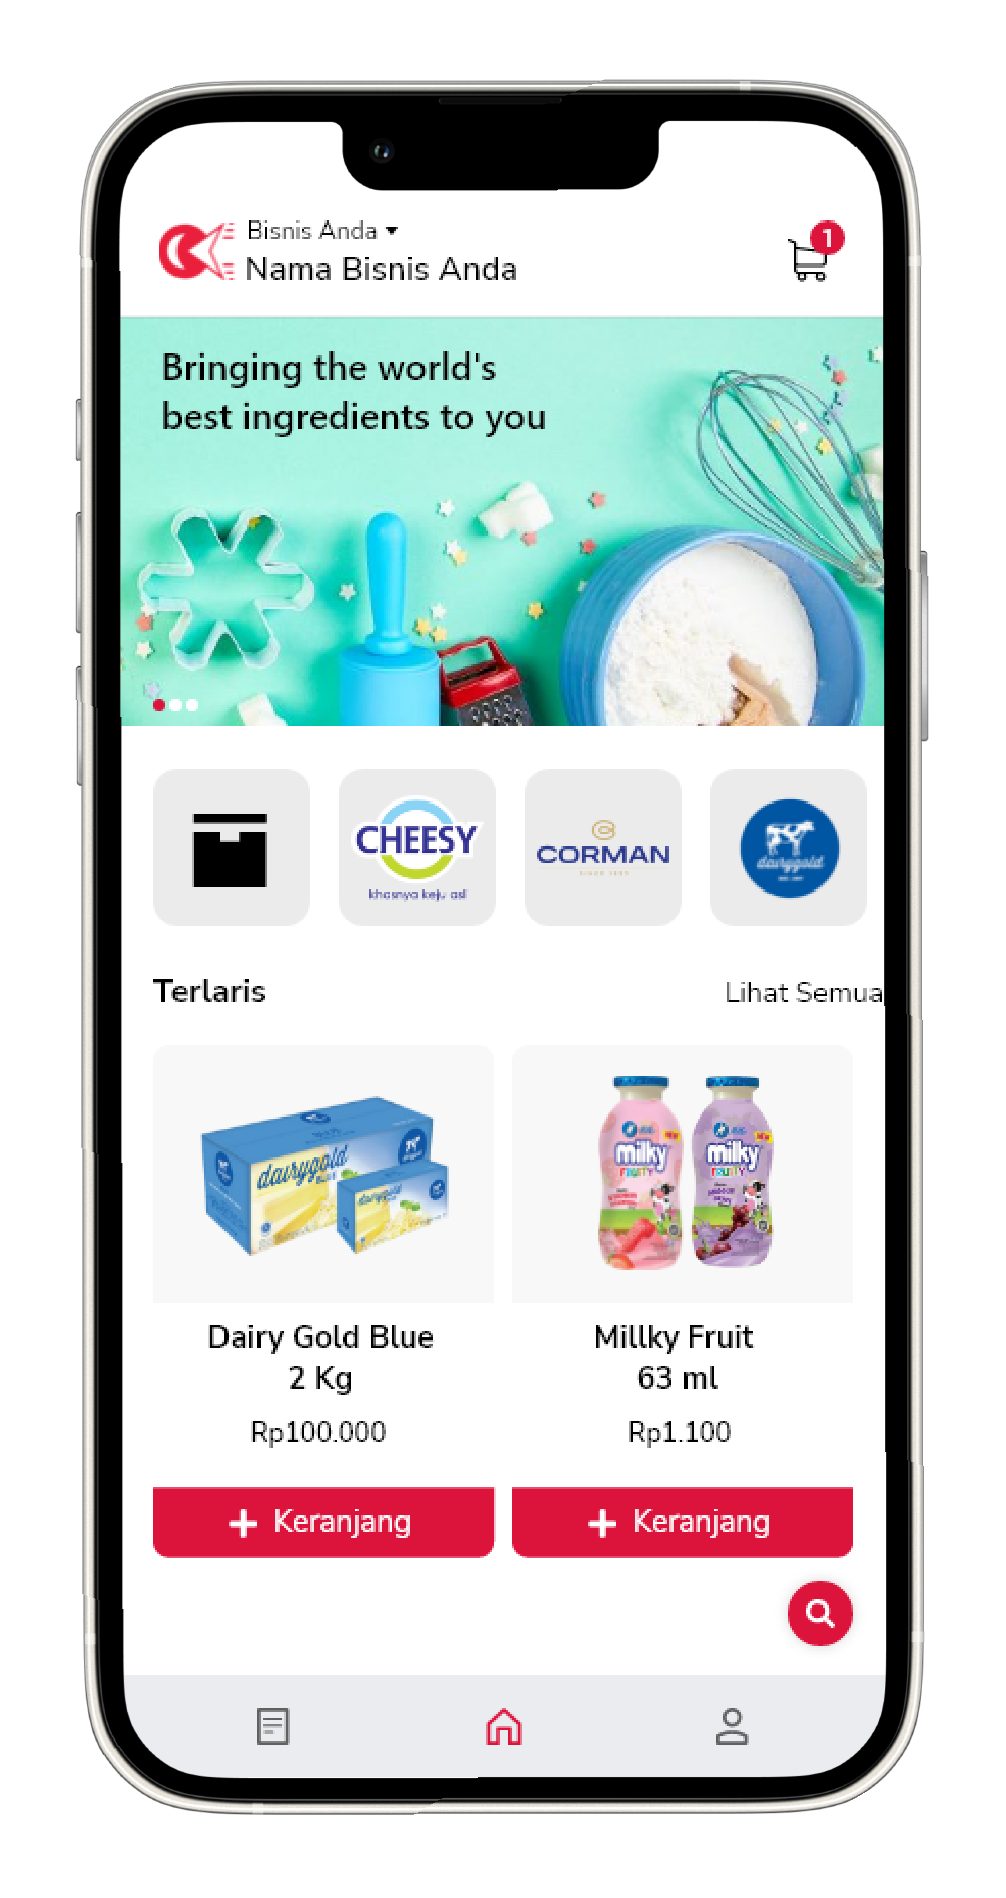 Bisnis Anda
Nama Bisnis Anda
1
Bringing the world's
best ingredients to you
CHEESY
khasnya keju asli
CORMAN
dairygold
Terlaris
Lihat Semua
dairygold
BLUE
dairygold
milky
FRUITY
milky
FRUITY
Dairy Gold Blue
2 Kg
Rp100.000
Millky Fruit
63 ml
Rp1.100
+ Keranjang
+ Keranjang